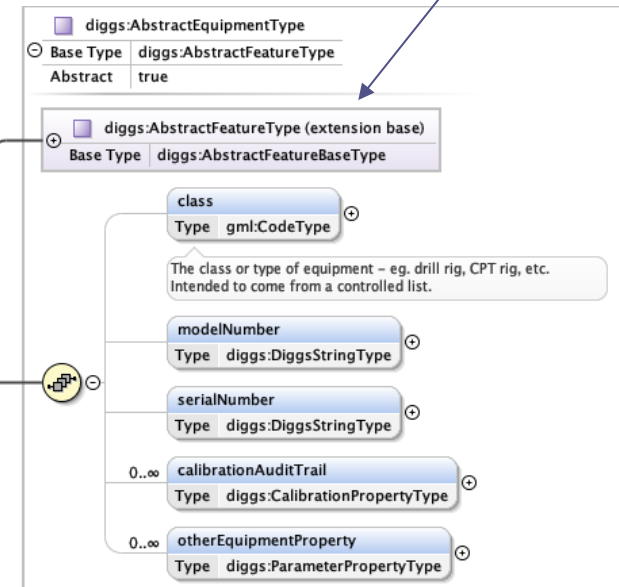 diggs:AbstractEquipmentType
Base Type diggs:AbstractFeatureType
Abstract true
diggs:AbstractFeatureType (extension base)
Base Type diggs:AbstractFeatureBaseType
class
Type gml:CodeType
The class or type of equipment – eg. drill rig, CPT rig, etc.
Intended to come from a controlled list.
modelNumber
Type diggs:DiggsStringType
serialNumber
Type diggs:DiggsStringType
0..∞ calibrationAuditTrail
Type diggs:CalibrationPropertyType
0..∞ otherEquipmentProperty
Type diggs:ParameterPropertyType